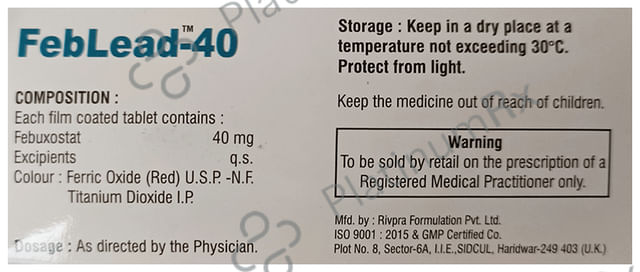 FebLead™-40
COMPOSITION :
Each film coated tablet contains :
Febuxostat 40 mg
Excipients q.s.
Colour : Ferric Oxide (Red) U.S.P. -N.F.
Titanium Dioxide I.P.
Dosage : As directed by the Physician.
Storage : Keep in a dry place at a
temperature not exceeding 30°C.
Protect from light.
Keep the medicine out of reach of children.
Warning
To be sold by retail on the prescription of a
Registered Medical Practitioner only.
Mfd. by : Rivpra Formulation Pvt. Ltd.
ISO 9001 : 2015 & GMP Certified Co.
Plot No. 8, Sector-6A, I.I.E.,SIDCUL, Haridwar-249 403 (U.K.)
PlatinumRx